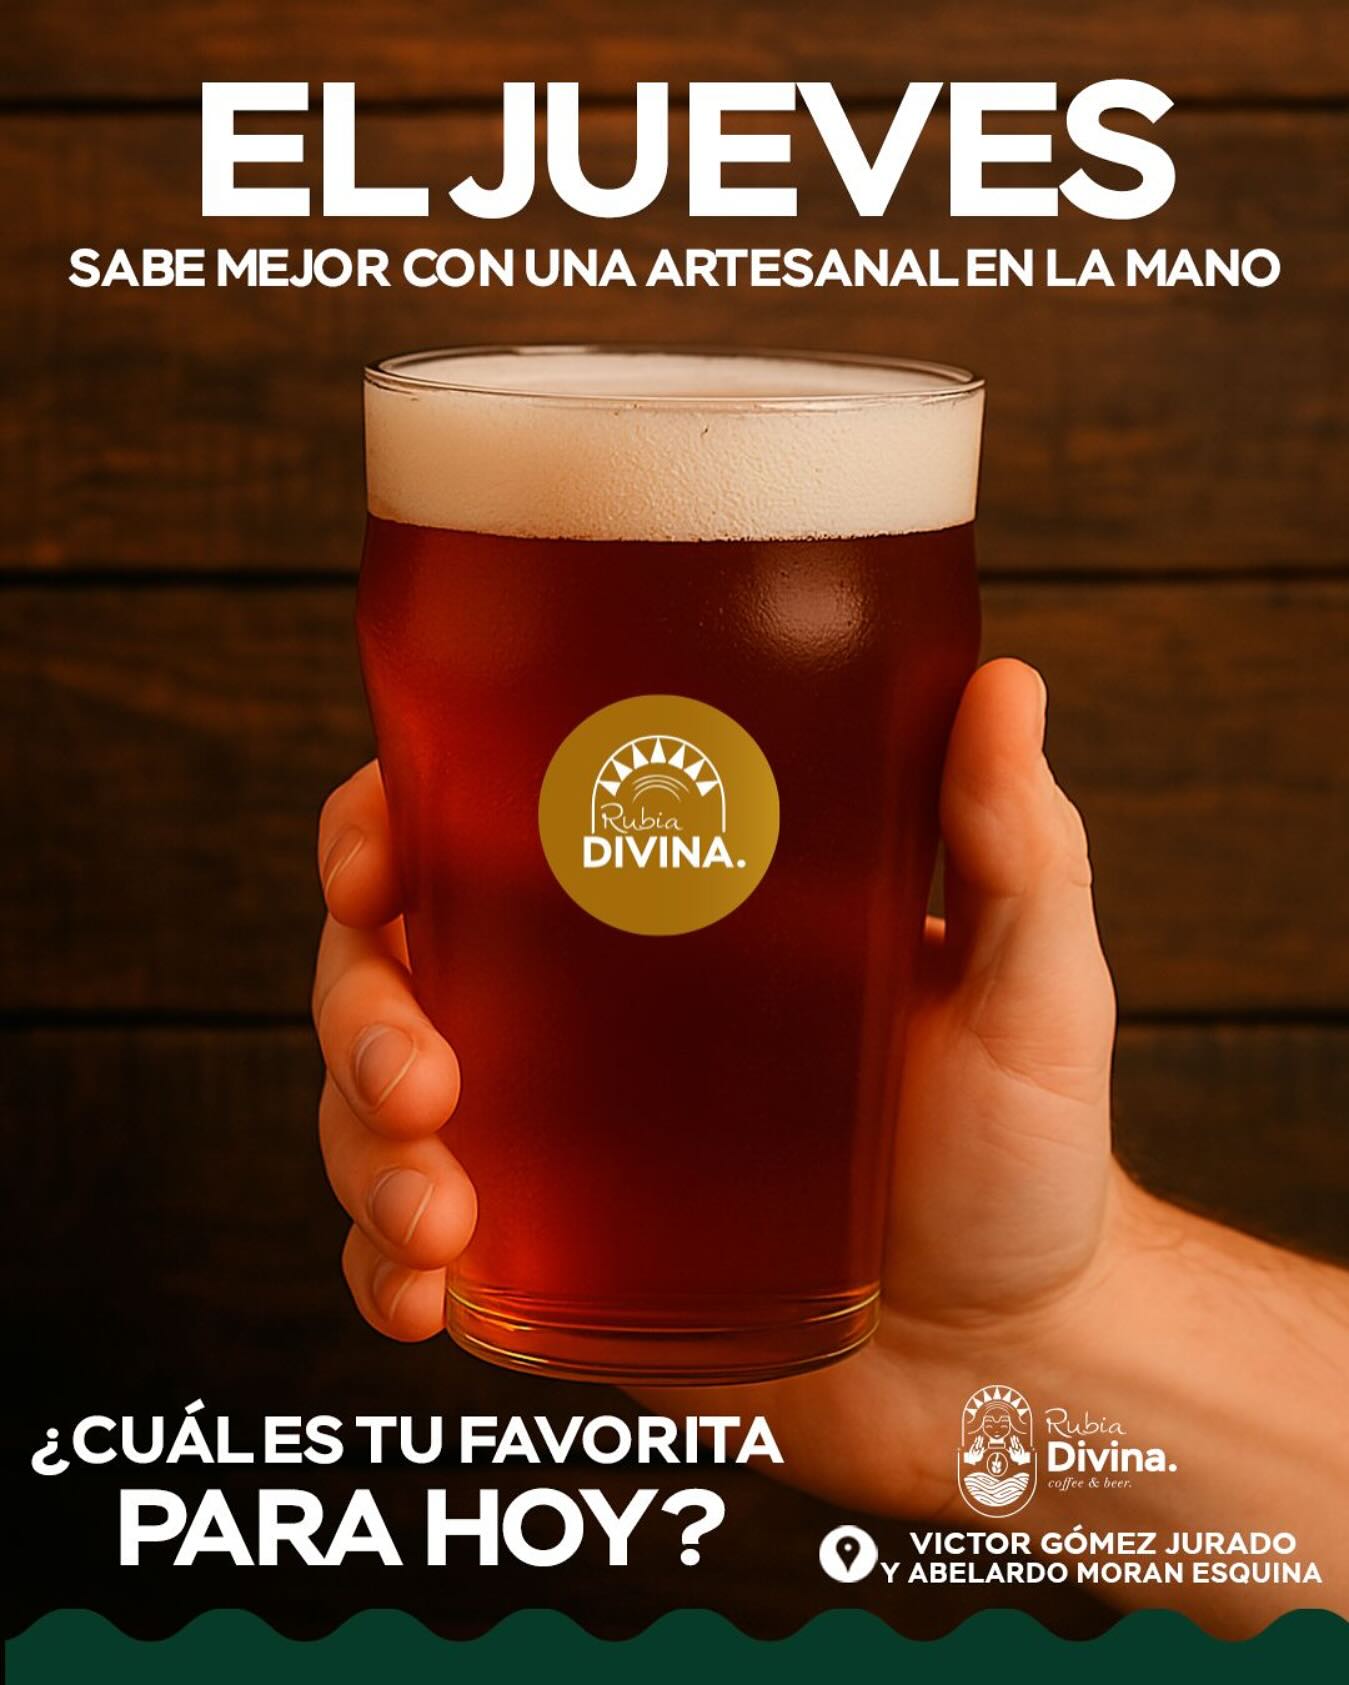 EL JUEVES
SABE MEJOR CON UNA ARTESANAL EN LA MANO
Rubia
DIVINA.
¿CUÁL ES TU FAVORITA
PARA HOY?
Rubia
Divina.
coffee & beer.
VICTOR GÓMEZ JURADO
Y ABELARDO MORAN ESQUINA